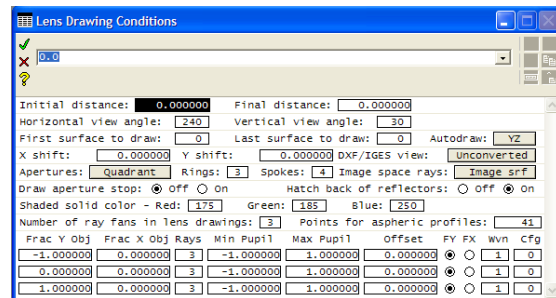 Lens Drawing Conditions
0.0
Initial distance: 0.000000 Final distance: 0.000000
Horizontal view angle: 240 Vertical view angle: 30
First surface to draw: 0 Last surface to draw: 0 Autodraw: YZ
X shift: 0.000000 Y shift: 0.000000 DXF/IGES view: Unconverted
Apertures: Quadrant Rings: 3 Spokes: 4 Image space rays: Image srf
Draw aperture stop: Off On Hatch back of reflectors: Off On
Shaded solid color - Red: 175 Green: 185 Blue: 250
Number of ray fans in lens drawings: 3 Points for aspheric profiles: 41
Frac Y Obj Frac X Obj Rays Min Pupil Max Pupil Offset FY FX Wvn Cfg
-1.000000 0.000000 3 -1.000000 1.000000 0.000000 1 0
0.000000 0.000000 3 -1.000000 1.000000 0.000000 1 0
1.000000 0.000000 3 -1.000000 1.000000 0.000000 1 0